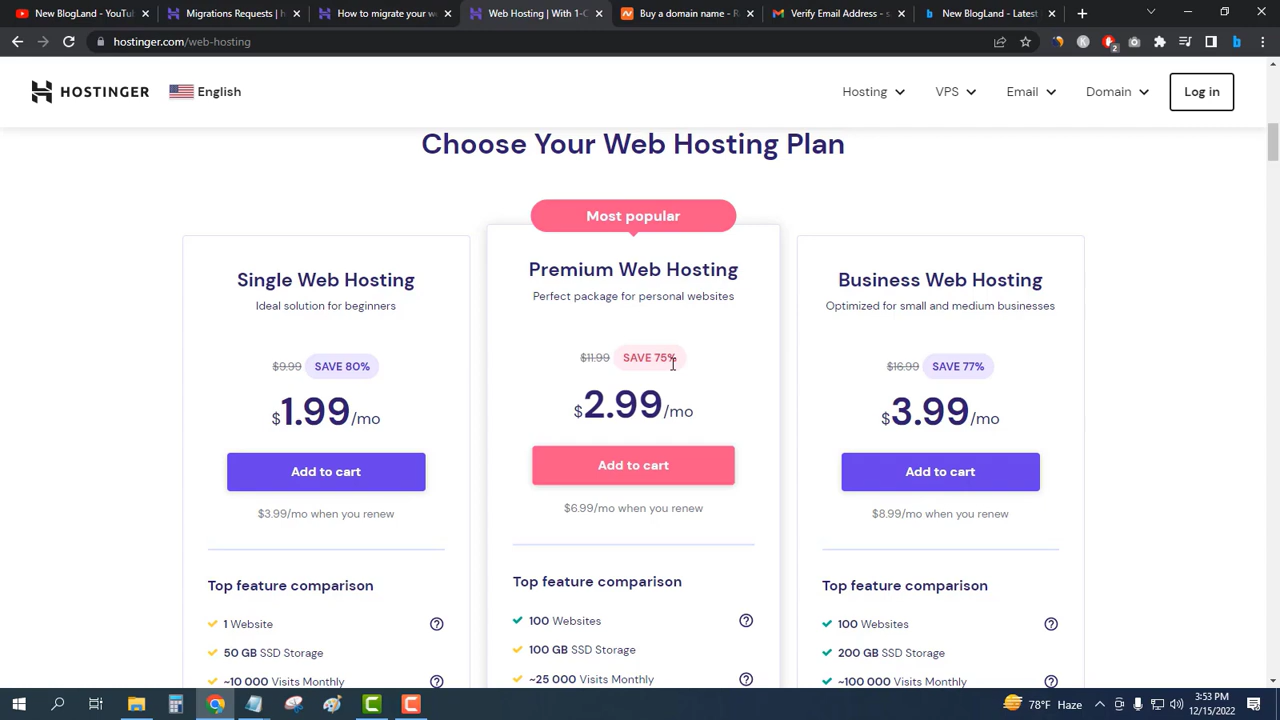 New BlogTud
Migrations Requests | h
How to migrate your w
Web Hosting | With 1-C
Buy a domain name - R
Verify Email Address - s
Latest - Bing
hostinger.com/web-hosting
2
HOSTINGER
English
Hosting
VPS
Email
Domain
Log in
Choose Your Web Hosting Plan
Most popular
Single Web Hosting
Ideal solution for beginners
$9.99 SAVE 80%
$1.99/mo
Add to cart
$3.99/mo when you renew
Top feature comparison
1 Website
50 GB SSD Storage
~10 000 Visits Monthly
Premium Web Hosting
Perfect package for personal websites
$11.99 SAVE 75%
$2.99/mo
Add to cart
$6.99/mo when you renew
Top feature comparison
100 Websites
100 GB SSD Storage
~25 000 Visits Monthly
Business Web Hosting
Optimized for small and medium businesses
$16.99 SAVE 77%
$3.99/mo
Add to cart
$8.99/mo when you renew
Top feature comparison
100 Websites
200 GB SSD Storage
~100 000 Visits Monthly
78°F Haze
3:53 PM
12/15/2022